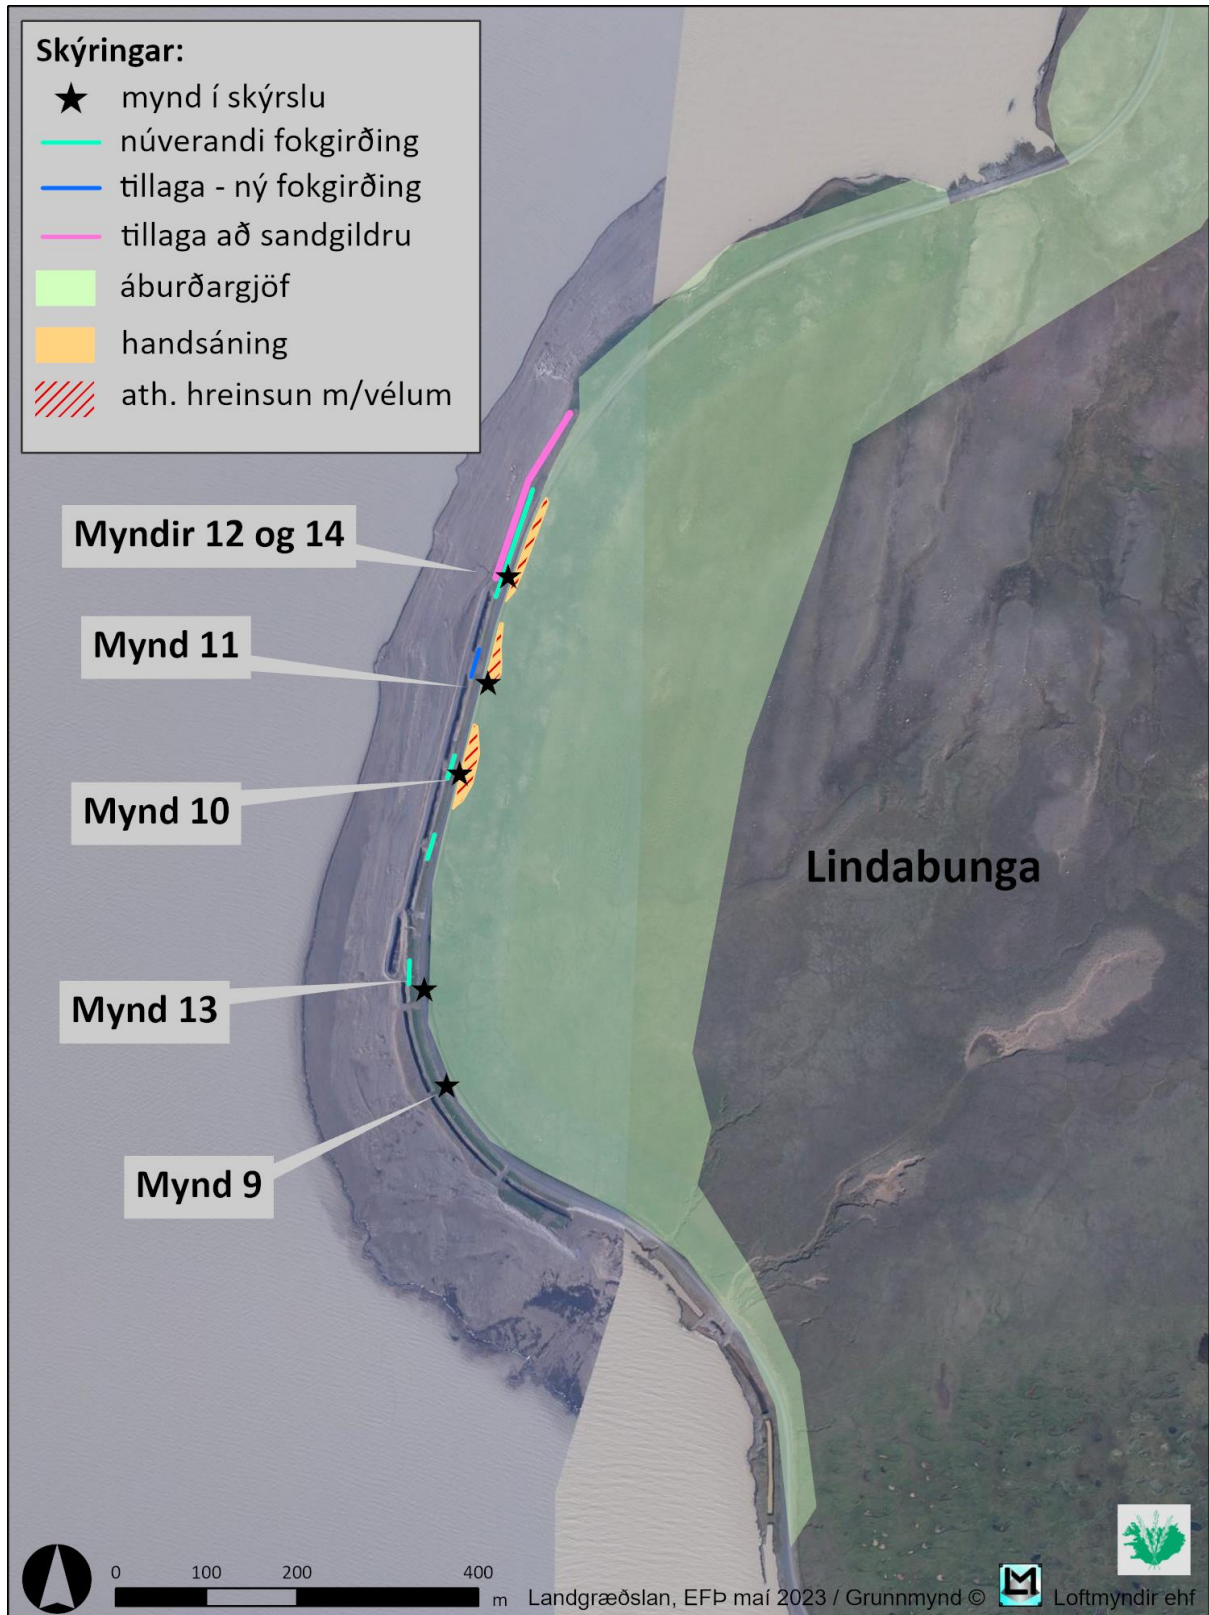 Skýringar:
mynd í skýrslu
núverandi fokgirðing
tillaga - ný fokgirðing
tillaga að sandgildru
áburðargjöf
handsáning
ath. hreinsun m/vélum
Myndir 12 og 14
Mynd 11
Mynd 10
Lindabunga
Mynd 13
Mynd 9
0 100 200 400
m
Landgræðslan, EFÞ maí 2023 / Grunnmynd © M Loftmyndir ehf